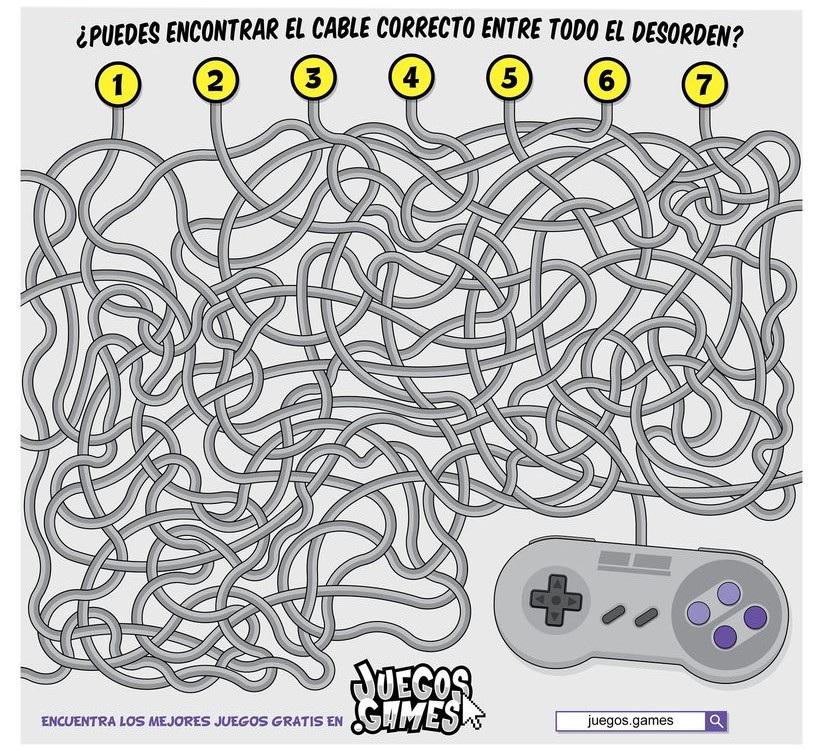 ¿PUEDES ENCONTRAR EL CABLE CORRECTO ENTRE TODO EL DESORDEN?
1 2 3 4 5 6 7
JUEGOS
.GAMES
ENCUENTRA LOS MEJORES JUEGOS GRATIS EN
juegos.games